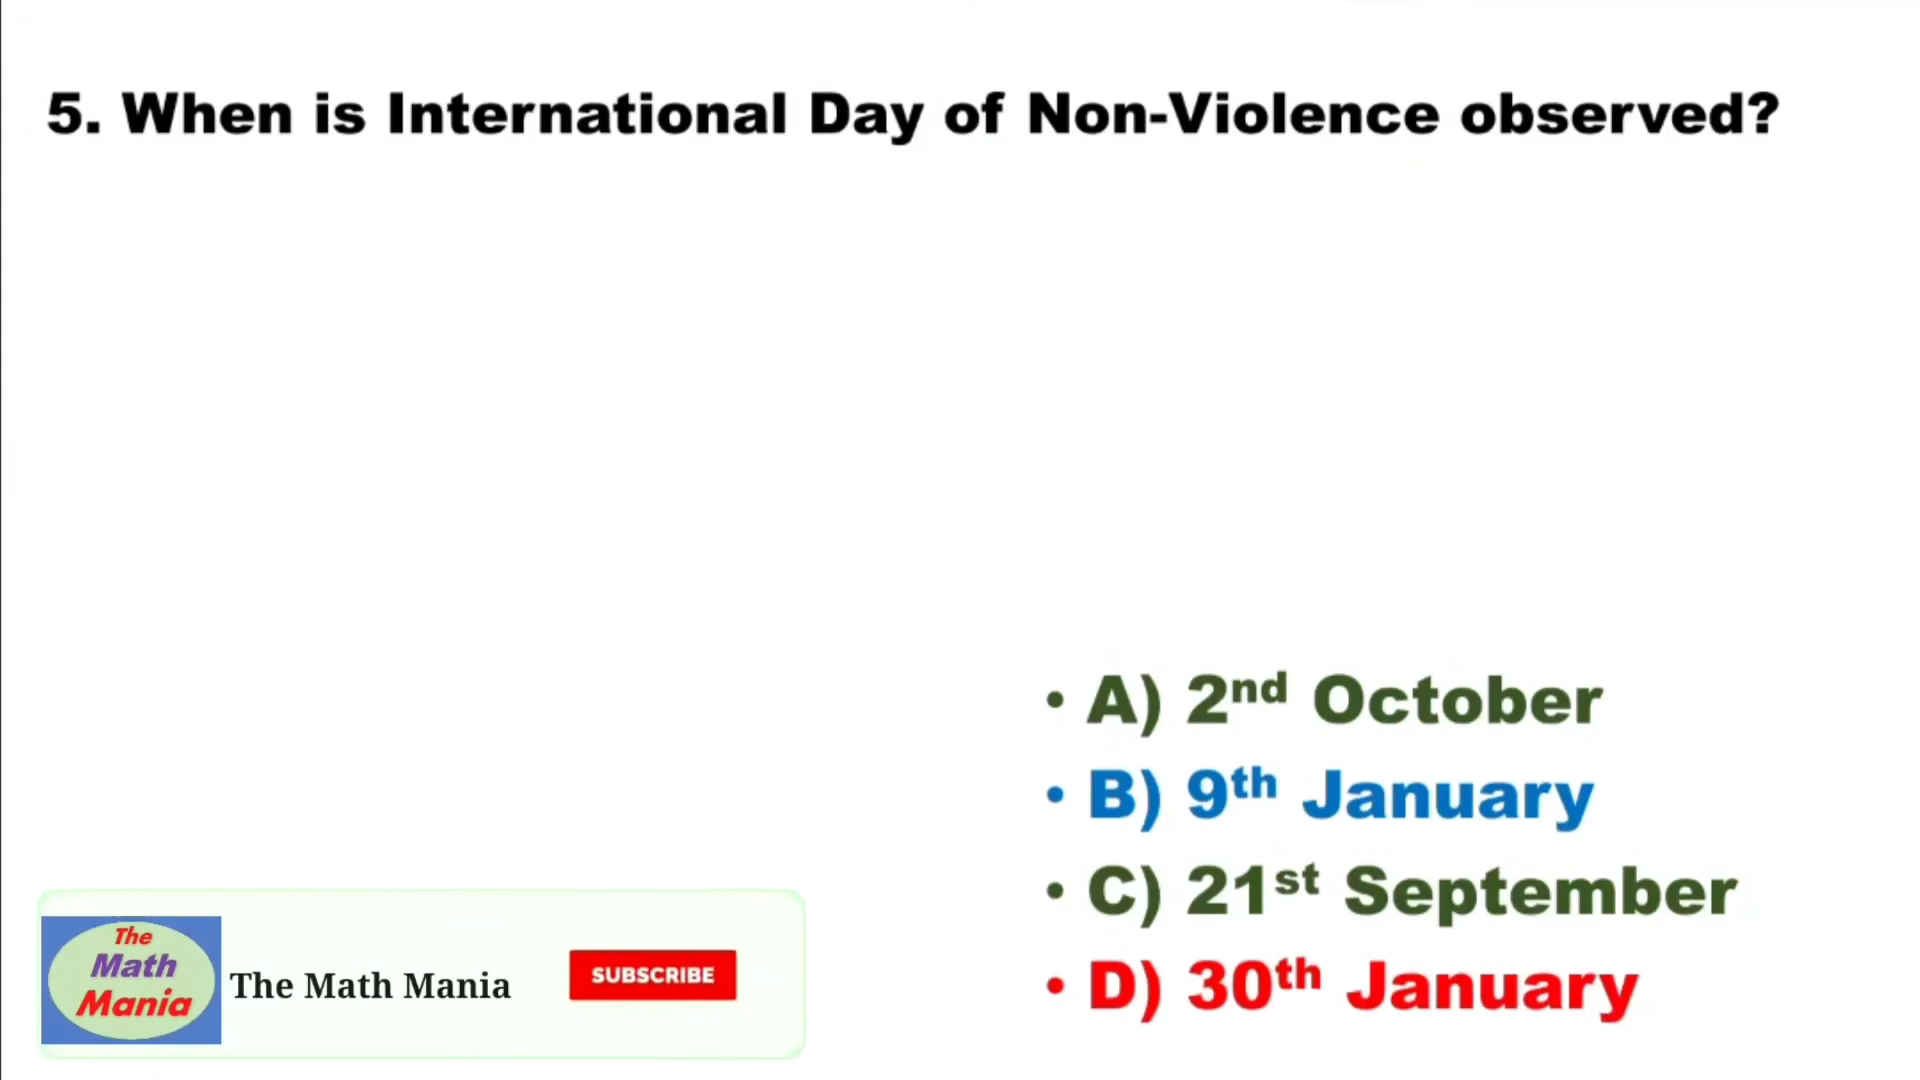 5. When is International Day of Non-Violence observed?
• A) 2nd October
• B) 9th January
• C) 21st September
• D) 30th January
The
Math
Mania
The Math Mania
SUBSCRIBE